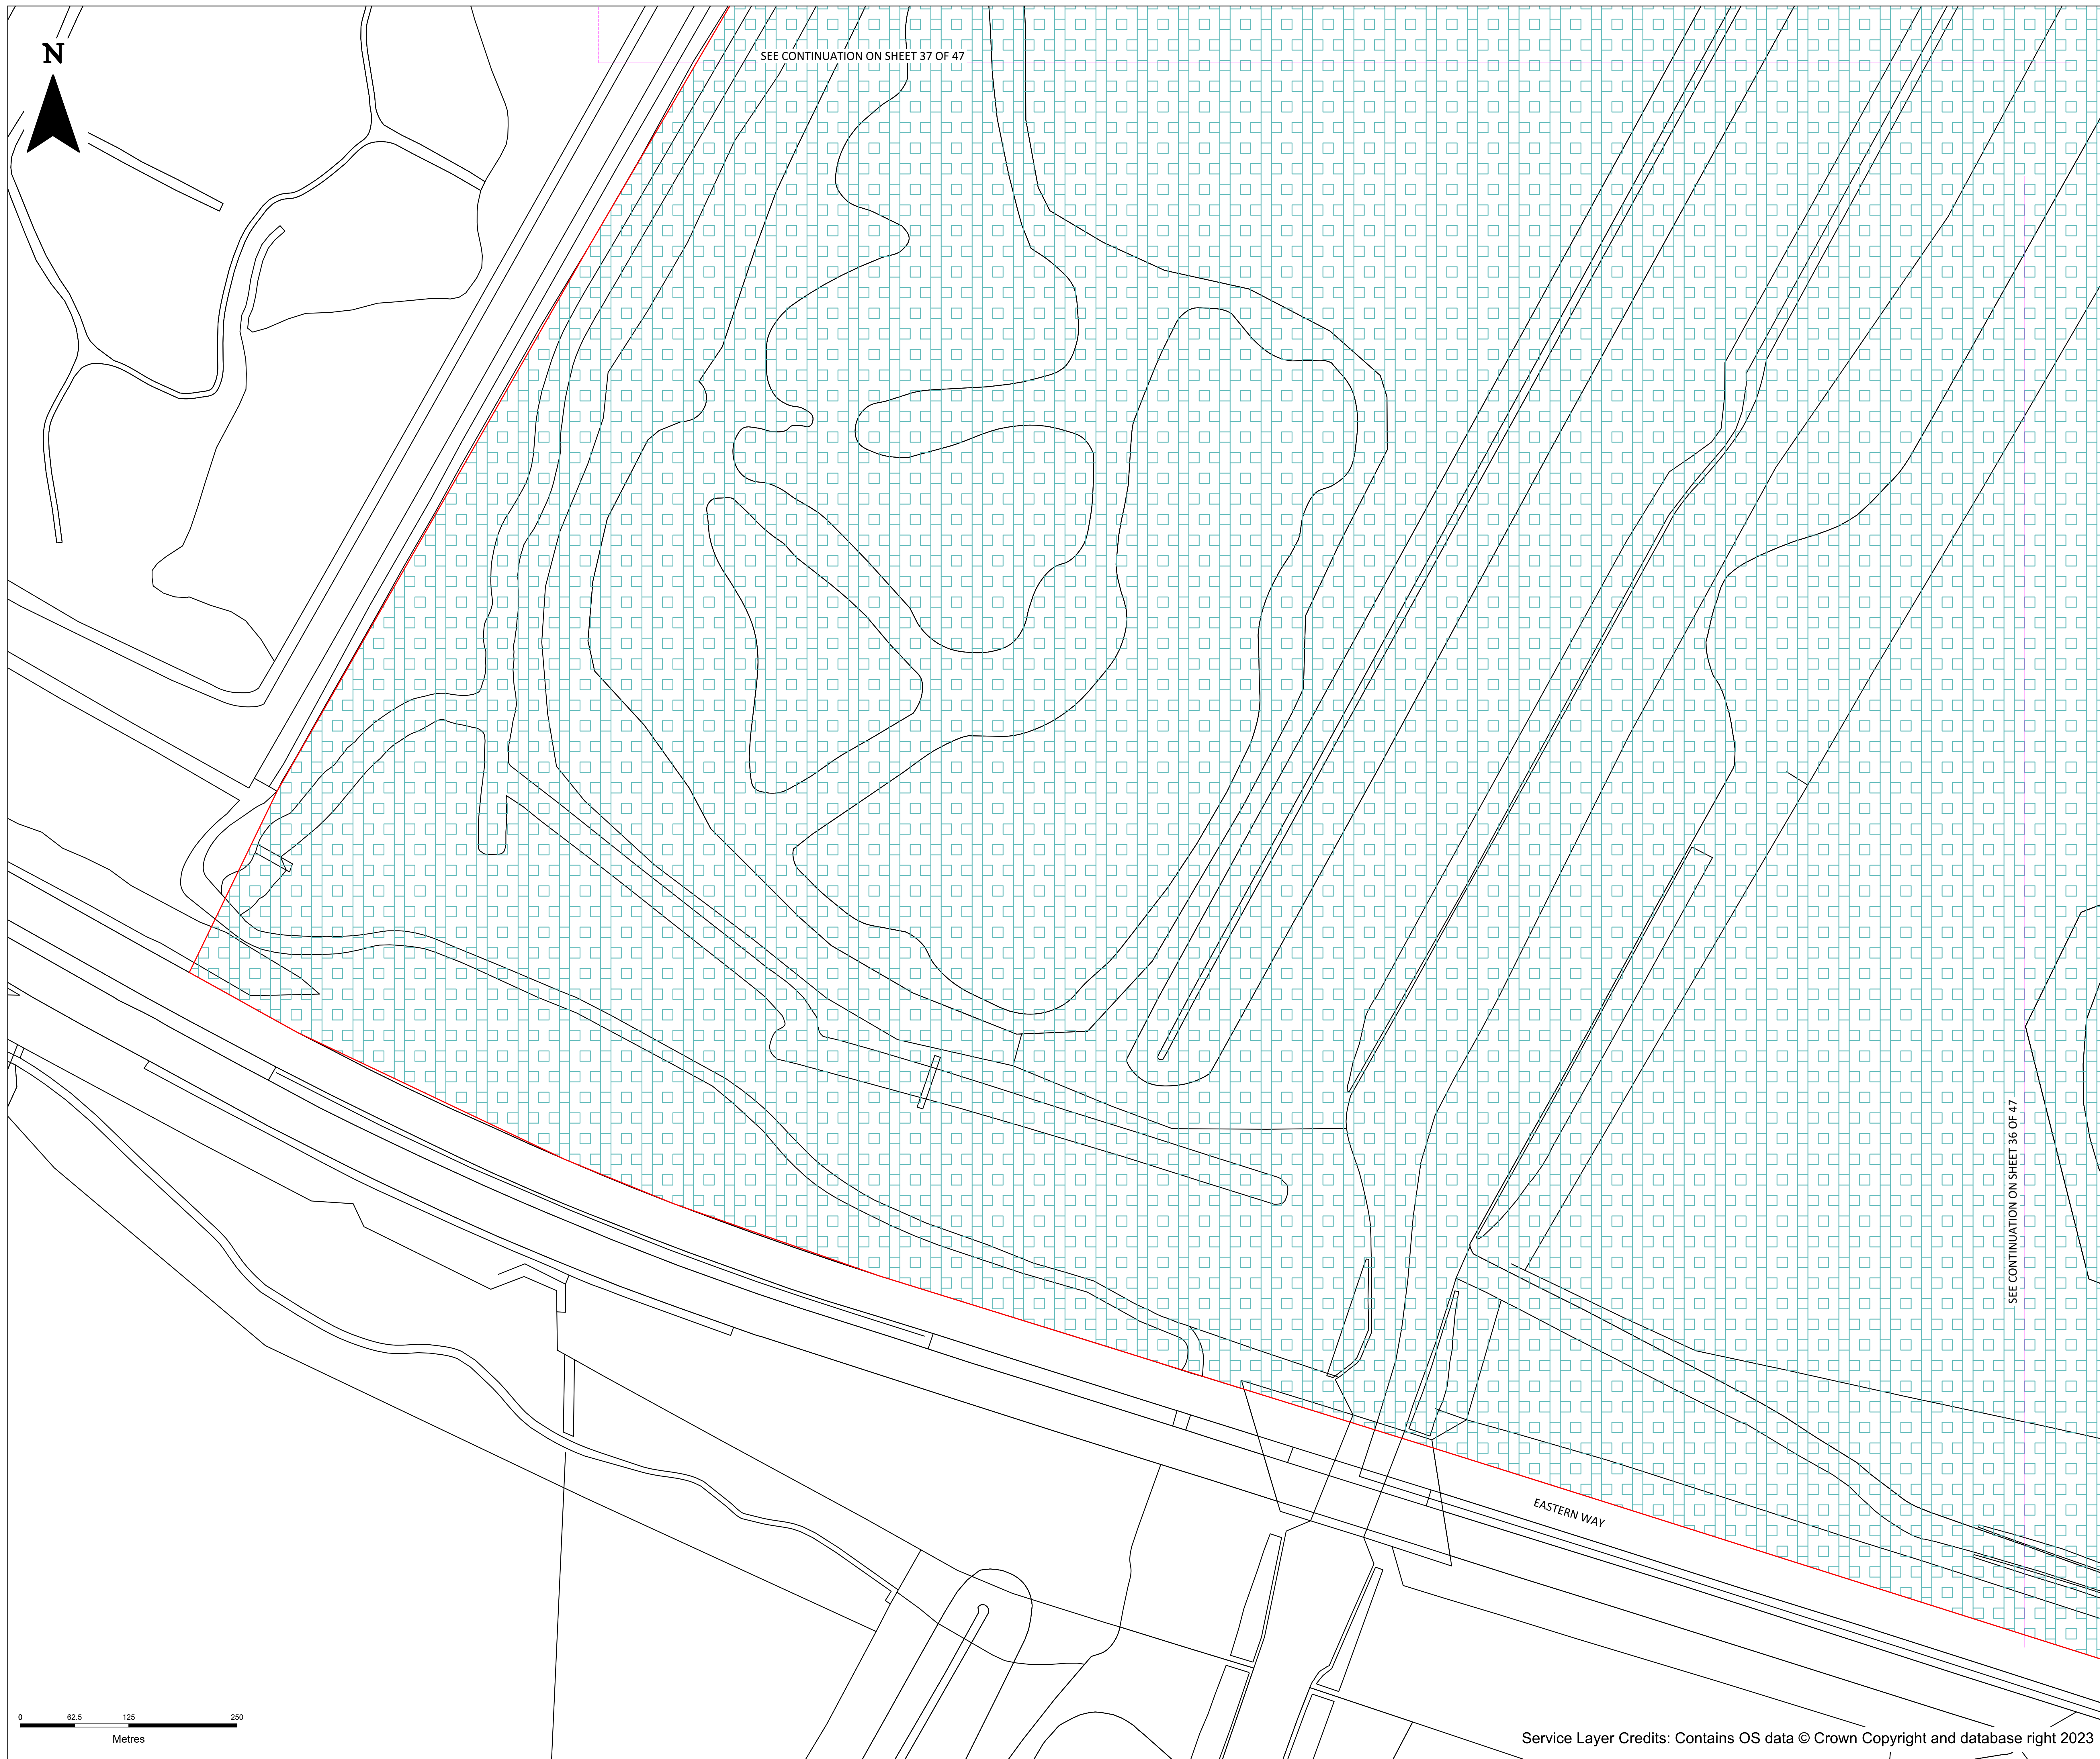 SEE CONTINUATION ON SHEET 37 OF 47
N
SEE CONTINUATION ON SHEET 36 OF 47
EASTERN WAY
0 62.5 125 250
Metres
Service Layer Credits: Contains OS data © Crown Copyright and database right 2023